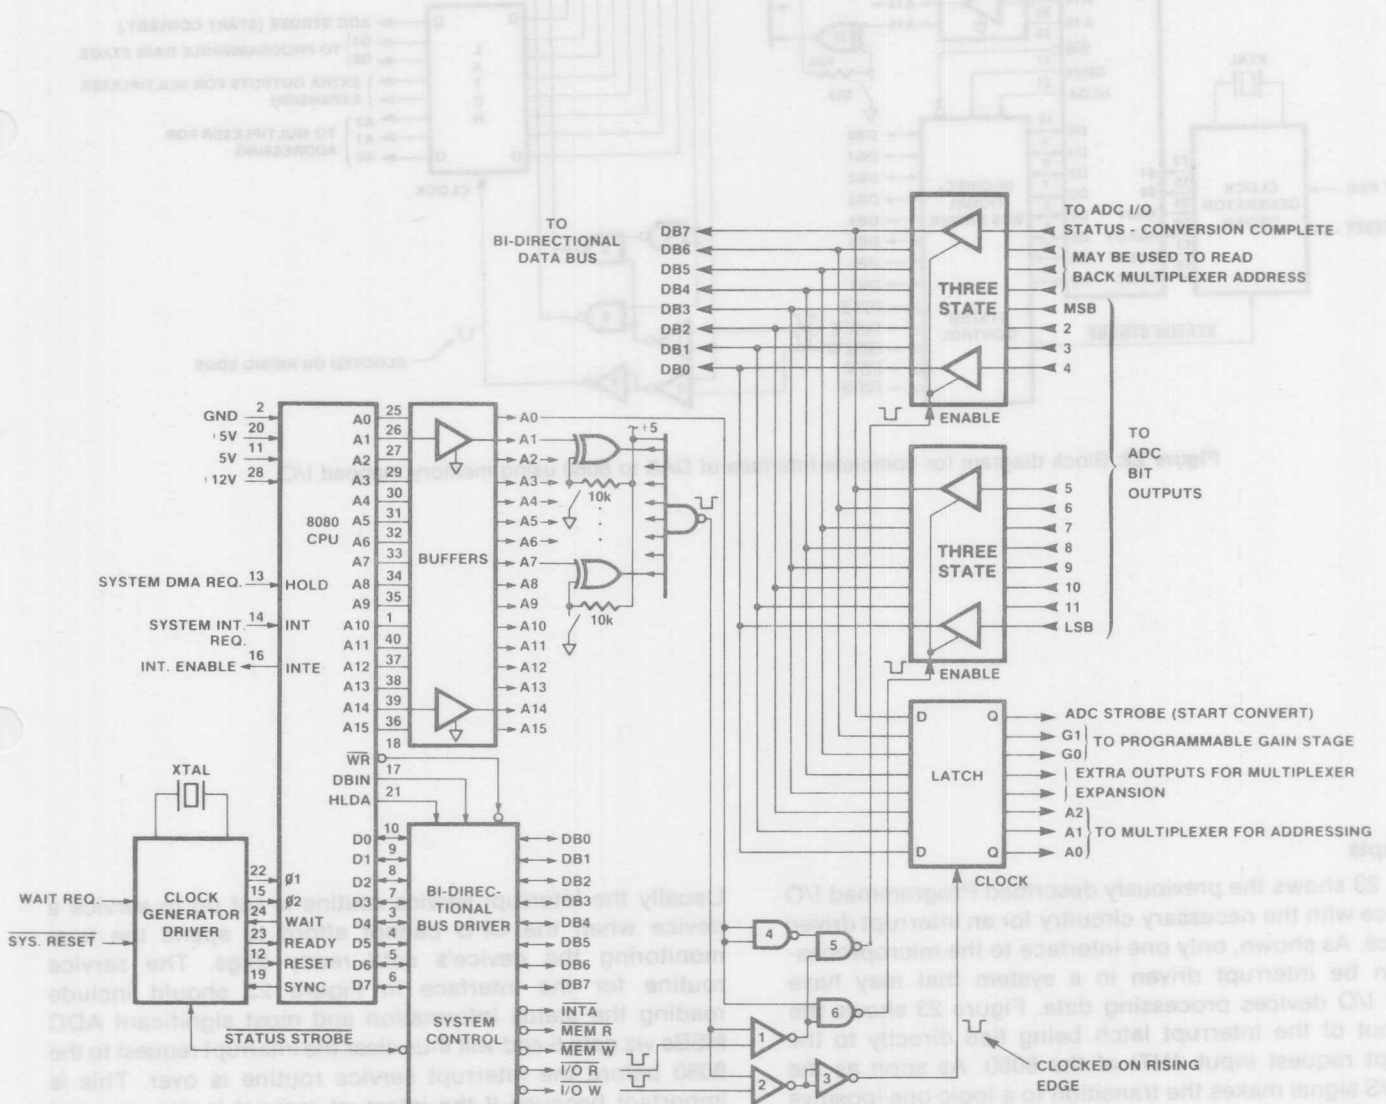 TO
BI-DIRECTIONAL
DATA BUS
DB7
DB6
DB5
DB4
DB3
DB2
DB1
DB0
THREE
STATE
ENABLE
TO ADC I/O
STATUS - CONVERSION COMPLETE
MAY BE USED TO READ
BACK MULTIPLEXER ADDRESS
MSB
2
3
4
TO
ADC
BIT
OUTPUTS
THREE
STATE
ENABLE
5
6
7
8
9
10
11
LSB
D Q
LATCH
D Q
CLOCK
ADC STROBE (START CONVERT)
G1
G0
TO PROGRAMMABLE GAIN STAGE
EXTRA OUTPUTS FOR MULTIPLEXER
EXPANSION
A2
A1
A0
TO MULTIPLEXER FOR ADDRESSING
GND 2
5V 20
5V 11
12V 28
8080
CPU
SYSTEM DMA REQ. 13 HOLD
SYSTEM INT. 14 INT
REQ.
INT. ENABLE 16 INTE
A0 25
A1 26
A2 27
A3 29
A4 30
A5 31
A6 32
A7 33
A8 34
A9 35
A10 1
A11 40
A12 37
A13 38
A14 39
A15 36
WR 18
DBIN 17
HLDA 21
BUFFERS
A0
A1
A2
A3
A4
A5
A6
A7
A8
A9
A10
A11
A12
A13
A14
A15
+5
10k
10k
XTAL
CLOCK
GENERATOR
DRIVER
WAIT REQ.
SYS. RESET
22 Ø1
15 Ø2
24 WAIT
23 READY
12 RESET
19 SYNC
STATUS STROBE
D0 10
D1 9
D2 8
D3 7
D4 3
D5 4
D6 5
D7 6
BI-DIREC-
TIONAL
BUS DRIVER
SYSTEM
CONTROL
DB0
DB1
DB2
DB3
DB4
DB5
DB6
DB7
INTA
MEM R
MEM W
I/O R
I/O W
4
5
6
1
2
3
CLOCKED ON RISING
EDGE